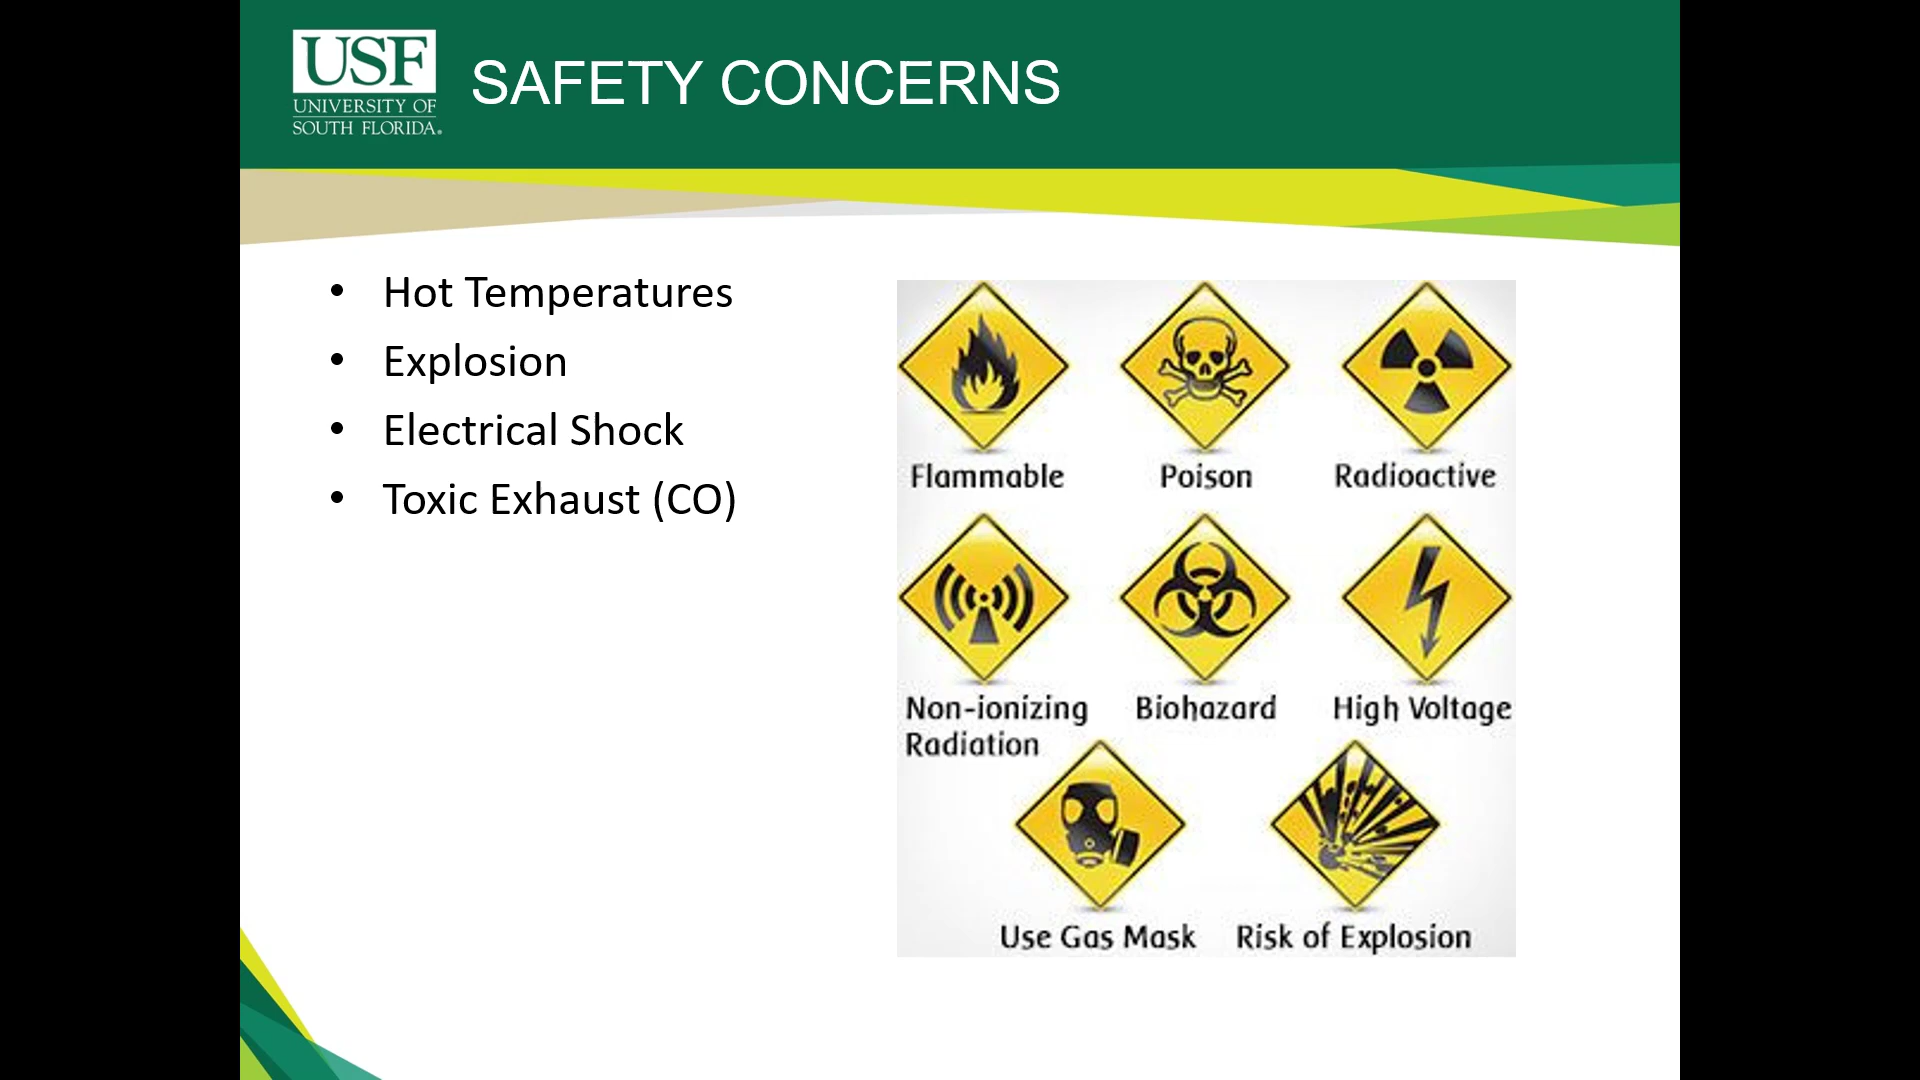 USF
UNIVERSITY OF
SOUTH FLORIDA®
SAFETY CONCERNS
• Hot Temperatures
• Explosion
• Electrical Shock
• Toxic Exhaust (CO)
Flammable Poison Radioactive
Non-ionizing Biohazard High Voltage
Radiation
Use Gas Mask Risk of Explosion